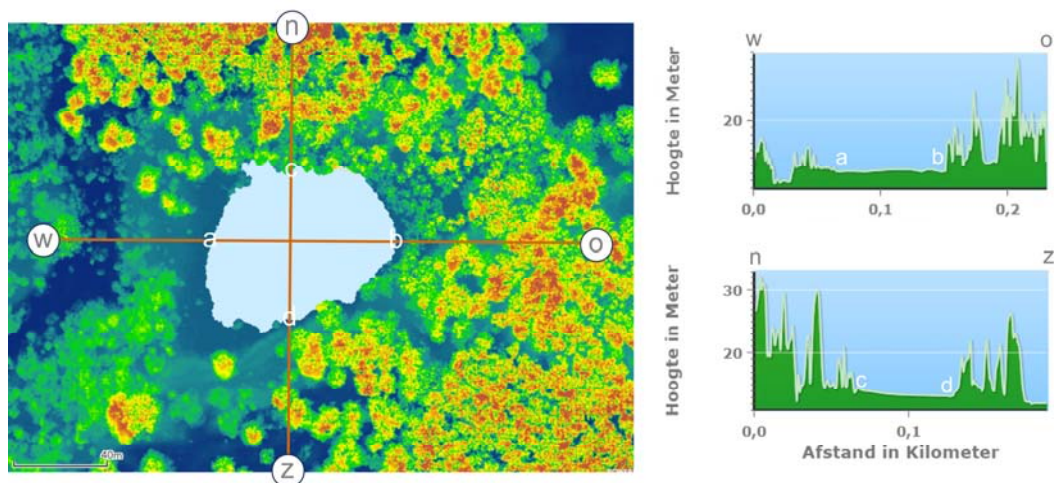 n
w
a
b
c
d
o
z
40m
w o
Hoogte in Meter
20
a b
0,0 0,1 0,2
n z
Hoogte in Meter
30
20
c d
0,0 0,1
Afstand in Kilometer